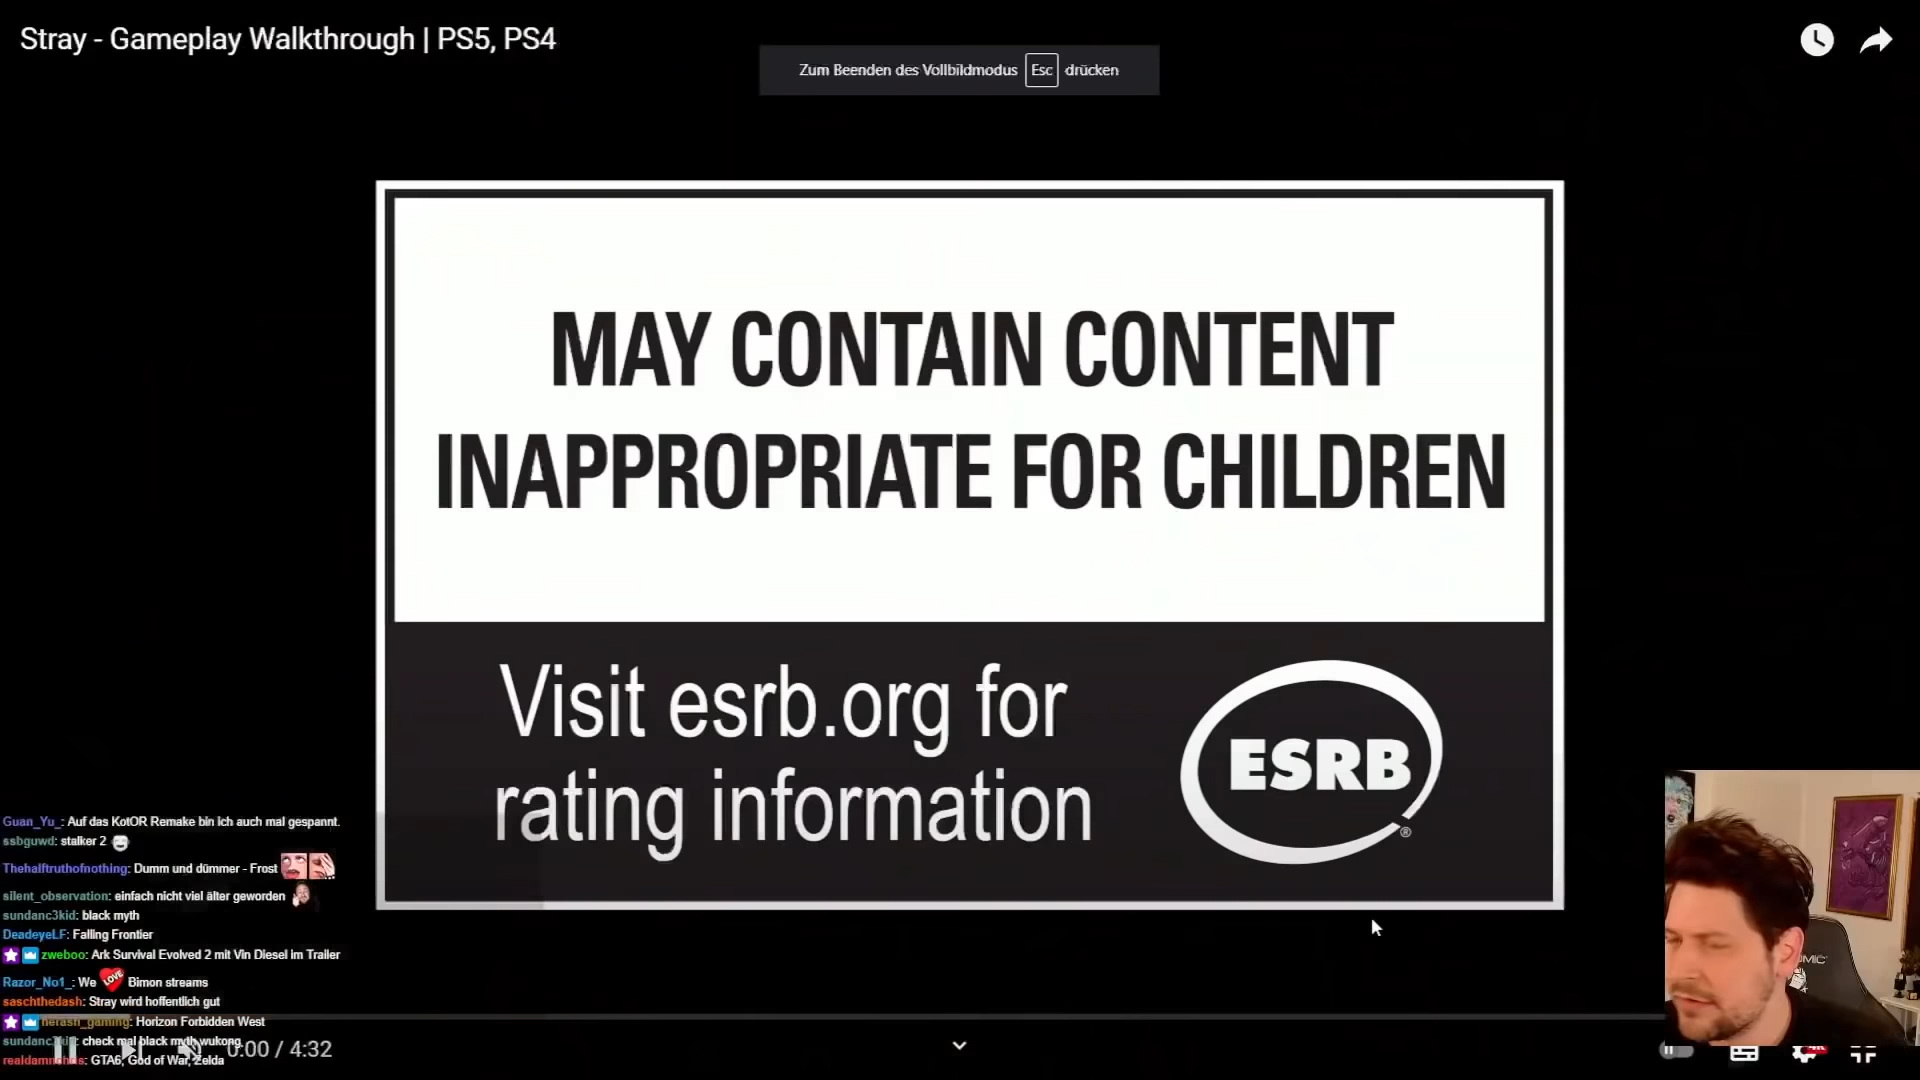 Stray - Gameplay Walkthrough | PS5, PS4
Zum Beenden des Vollbildmodus Esc drücken
MAY CONTAIN CONTENT
INAPPROPRIATE FOR CHILDREN
Visit esrb.org for
rating information
ESRB
®
Guan_Yu_: Auf das KotOR Remake bin ich auch mal gespannt.
ssbguwd: stalker 2
Thehalftruthofnothing: Dumm und dümmer - Frost
silent_observation: einfach nicht viel älter geworden
sundanc3kid: black myth
DeadeyeLF: Falling Frontier
zweboo: Ark Survival Evolved 2 mit Vin Diesel im Trailer
Razor_No1_: We LOVE Bimon streams
saschthedash: Stray wird hoffentlich gut
nerash_gaming: Horizon Forbidden West
sundanc3kid: check mal black myth wukong
GTA6, God of War, Zelda
0:00 / 4:32